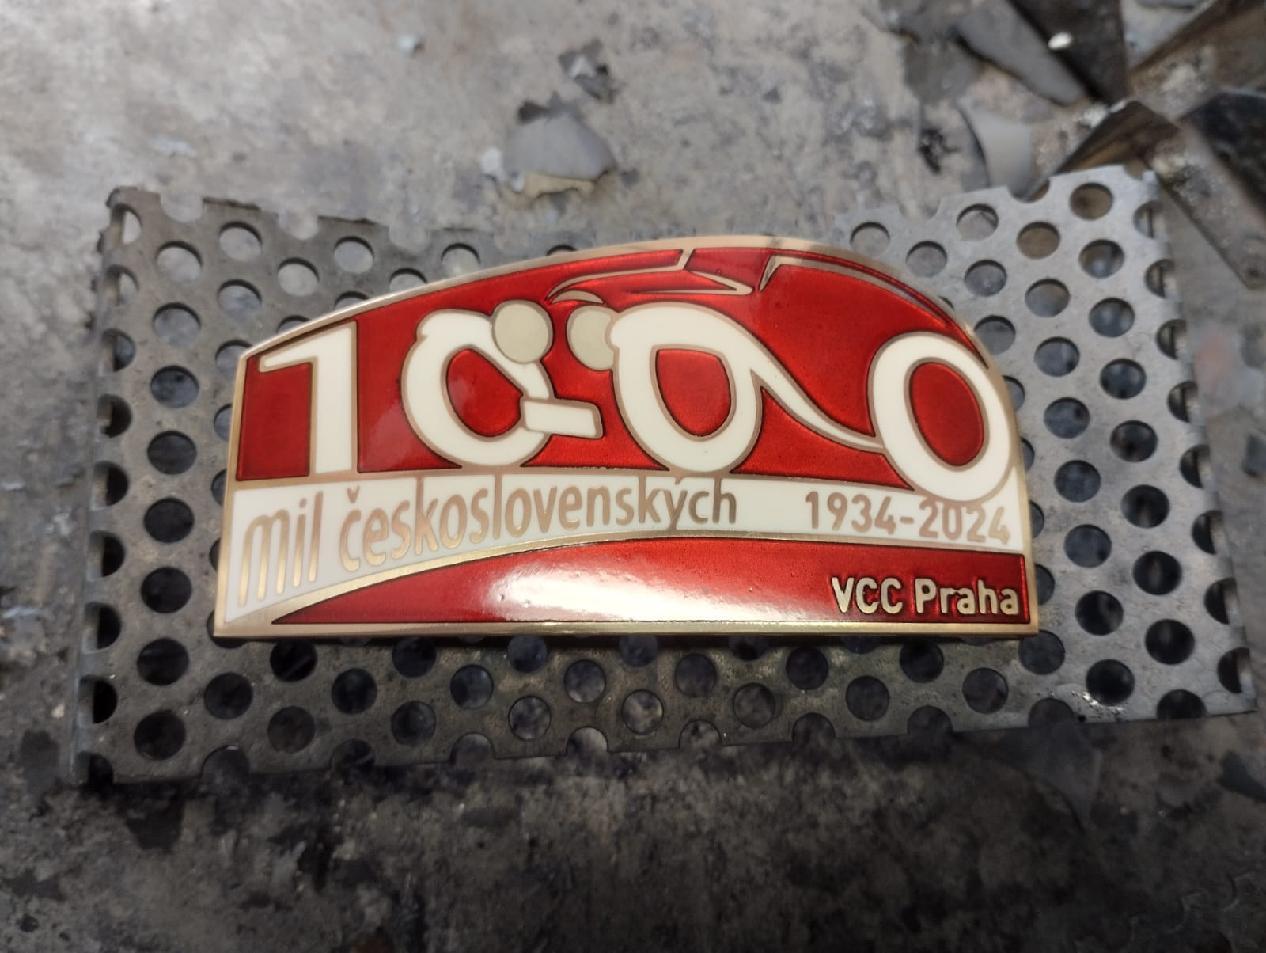 1000
mil československých 1934-2024
VCC Praha